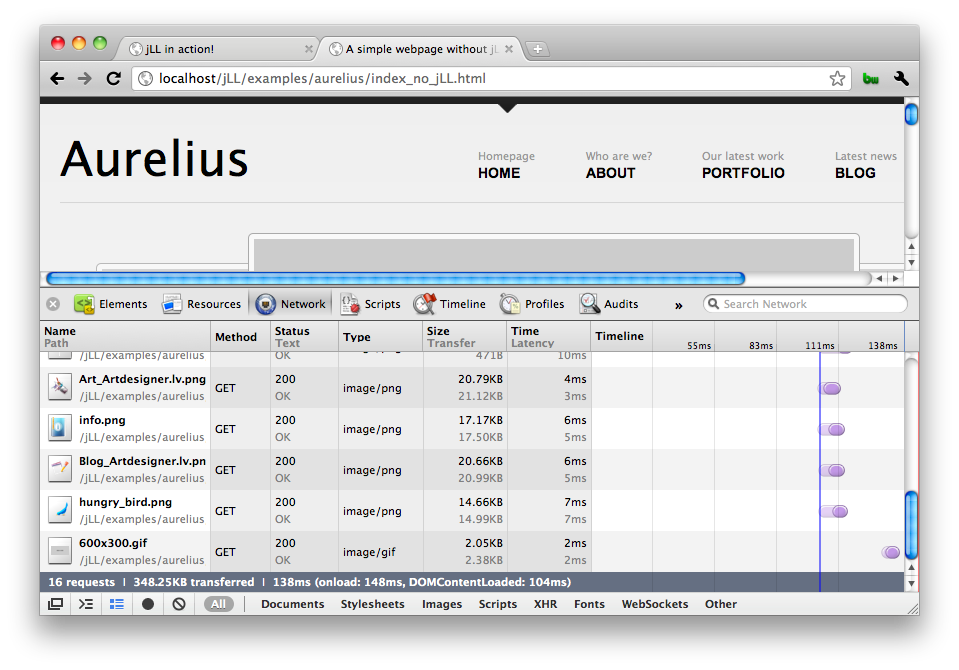 jLL in action!
A simple webpage without jL
localhost/jLL/examples/aurelius/index_no_jLL.html
bw
Aurelius
Homepage Who are we? Our latest work Latest news
HOME ABOUT PORTFOLIO BLOG
Elements Resources Network Scripts Timeline Profiles Audits » Search Network
Name Method Status Type Size Time Timeline
Path Text Transfer Latency 55ms 83ms 111ms 138ms
/jLL/examples/aurelius OK 471B 10ms
Art_Artdesigner.lv.png GET 200 image/png 20.79KB 4ms
/jLL/examples/aurelius OK 21.12KB 3ms
info.png GET 200 image/png 17.17KB 6ms
/jLL/examples/aurelius OK 17.50KB 5ms
Blog_Artdesigner.lv.pn GET 200 image/png 20.66KB 6ms
/jLL/examples/aurelius OK 20.99KB 5ms
hungry_bird.png GET 200 image/png 14.66KB 7ms
/jLL/examples/aurelius OK 14.99KB 7ms
600x300.gif GET 200 image/gif 2.05KB 2ms
/jLL/examples/aurelius OK 2.38KB 2ms
16 requests | 348.25KB transferred | 138ms (onload: 148ms, DOMContentLoaded: 104ms)
All Documents Stylesheets Images Scripts XHR Fonts WebSockets Other